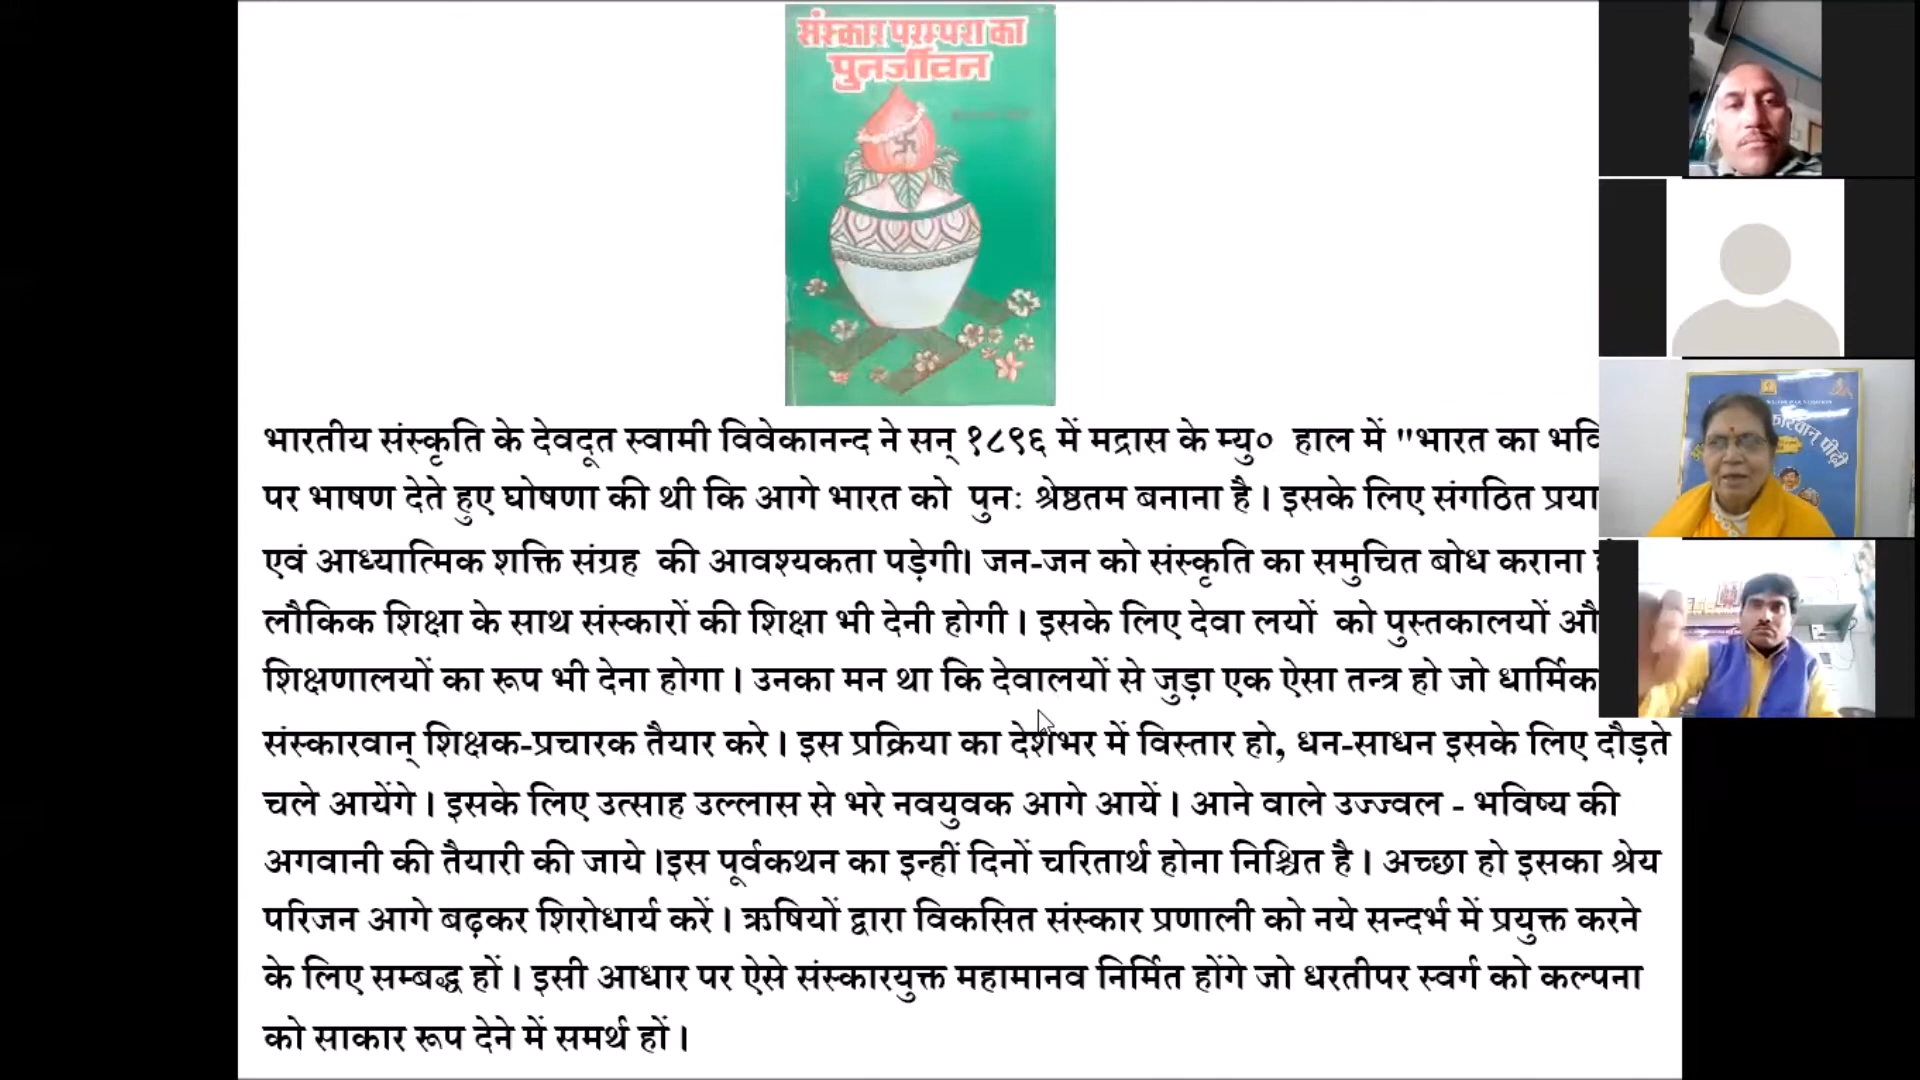 संस्कार परम्परा का
पुनर्जीवन
भारतीय संस्कृति के देवदूत स्वामी विवेकानन्द ने सन् १८९६ में मद्रास के म्यु० हाल में "भारत का
पर भाषण देते हुए घोषणा की थी कि आगे भारत को पुनः श्रेष्ठतम बनाना है। इसके लिए संगठित
एवं आध्यात्मिक शक्ति संग्रह की आवश्यकता पड़ेगी। जन-जन को संस्कृति का समुचित बोध कराना
लौकिक शिक्षा के साथ संस्कारों की शिक्षा भी देनी होगी। इसके लिए देवा लयों को पुस्तकालयों
शिक्षणालयों का रूप भी देना होगा। उनका मन था कि देवालयों से जुड़ा एक ऐसा तन्त्र हो जो धार्मिक
संस्कारवान् शिक्षक-प्रचारक तैयार करे। इस प्रक्रिया का देशभर में विस्तार हो, धन-साधन इसके लिए दौड़ते
चले आयेंगे। इसके लिए उत्साह उल्लास से भरे नवयुवक आगे आयें। आने वाले उज्ज्वल - भविष्य की
अगवानी की तैयारी की जाये।इस पूर्वकथन का इन्हीं दिनों चरितार्थ होना निश्चित है। अच्छा हो इसका श्रेय
परिजन आगे बढ़कर शिरोधार्य करें। ऋषियों द्वारा विकसित संस्कार प्रणाली को नये सन्दर्भ में प्रयुक्त करने
के लिए सम्बद्ध हों। इसी आधार पर ऐसे संस्कारयुक्त महामानव निर्मित होंगे जो धरतीपर स्वर्ग को कल्पना
को साकार रूप देने में समर्थ हों।
पीढ़ी